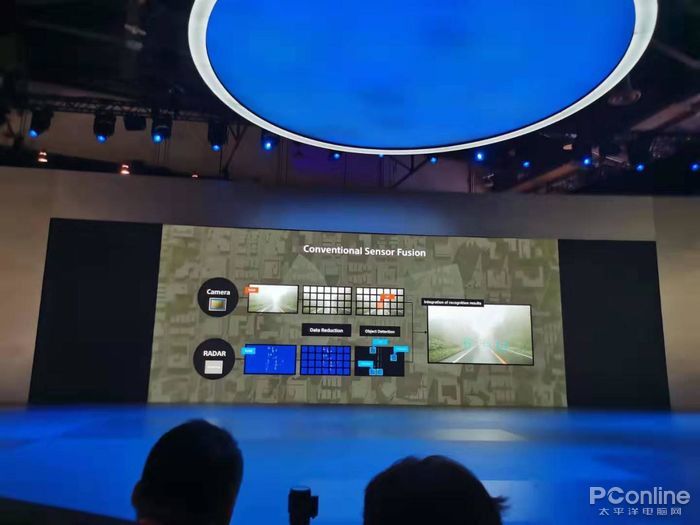 Conventional Sensor Fusion
Camera
Integration of recognition results
Data Reduction
Object Detection
RADAR
PConline
太平洋电脑网